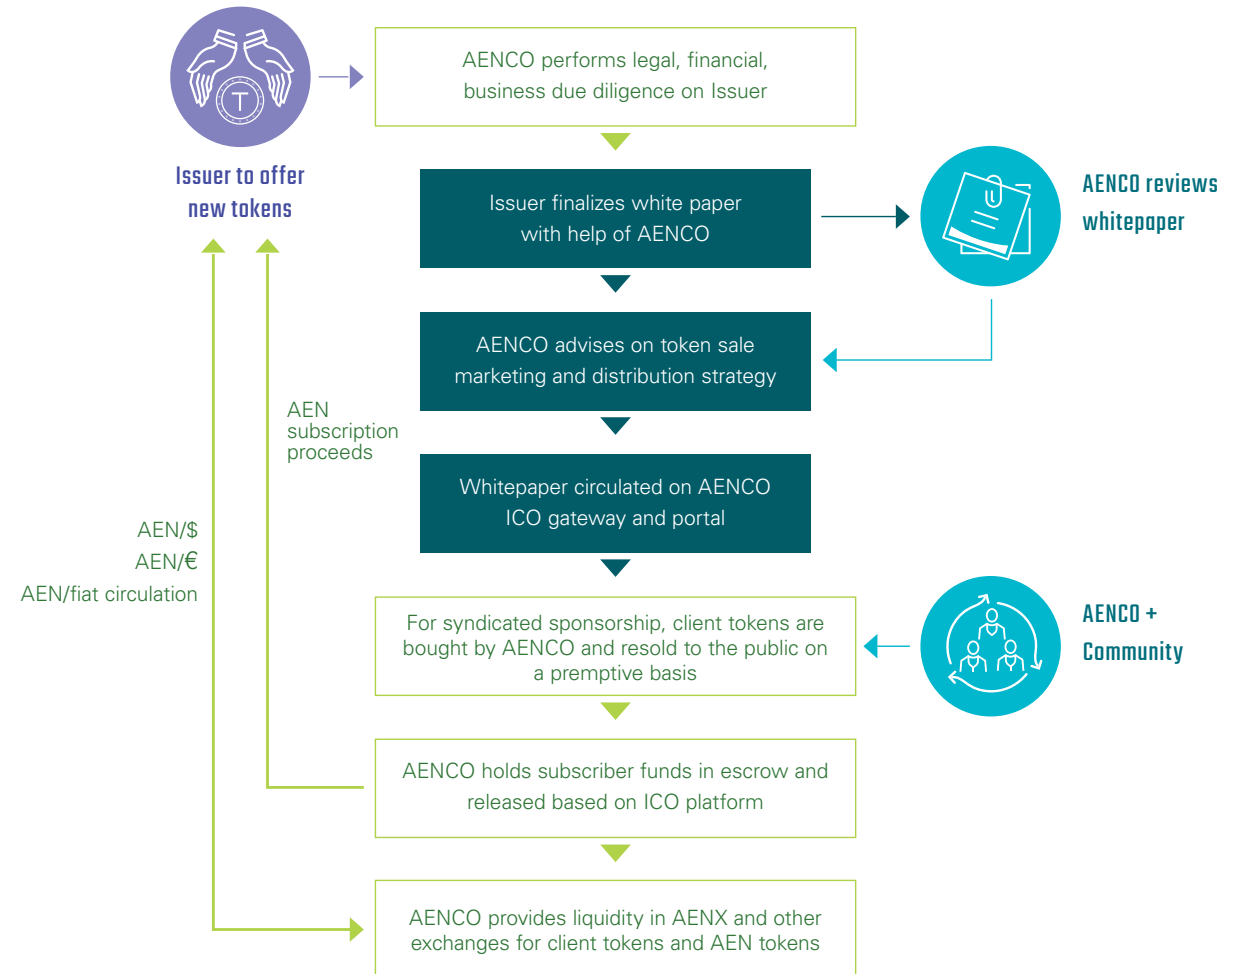 AENCO performs legal, financial,
business due diligence on Issuer
T
Issuer to offer
new tokens
Issuer finalizes white paper
with help of AENCO
AENCO reviews
whitepaper
AENCO advises on token sale
marketing and distribution strategy
AEN
subscription
proceeds
Whitepaper circulated on AENCO
ICO gateway and portal
AEN/$
AEN/€
AEN/fiat circulation
For syndicated sponsorship, client tokens are
bought by AENCO and resold to the public on
a premptive basis
AENCO +
Community
AENCO holds subscriber funds in escrow and
released based on ICO platform
AENCO provides liquidity in AENX and other
exchanges for client tokens and AEN tokens